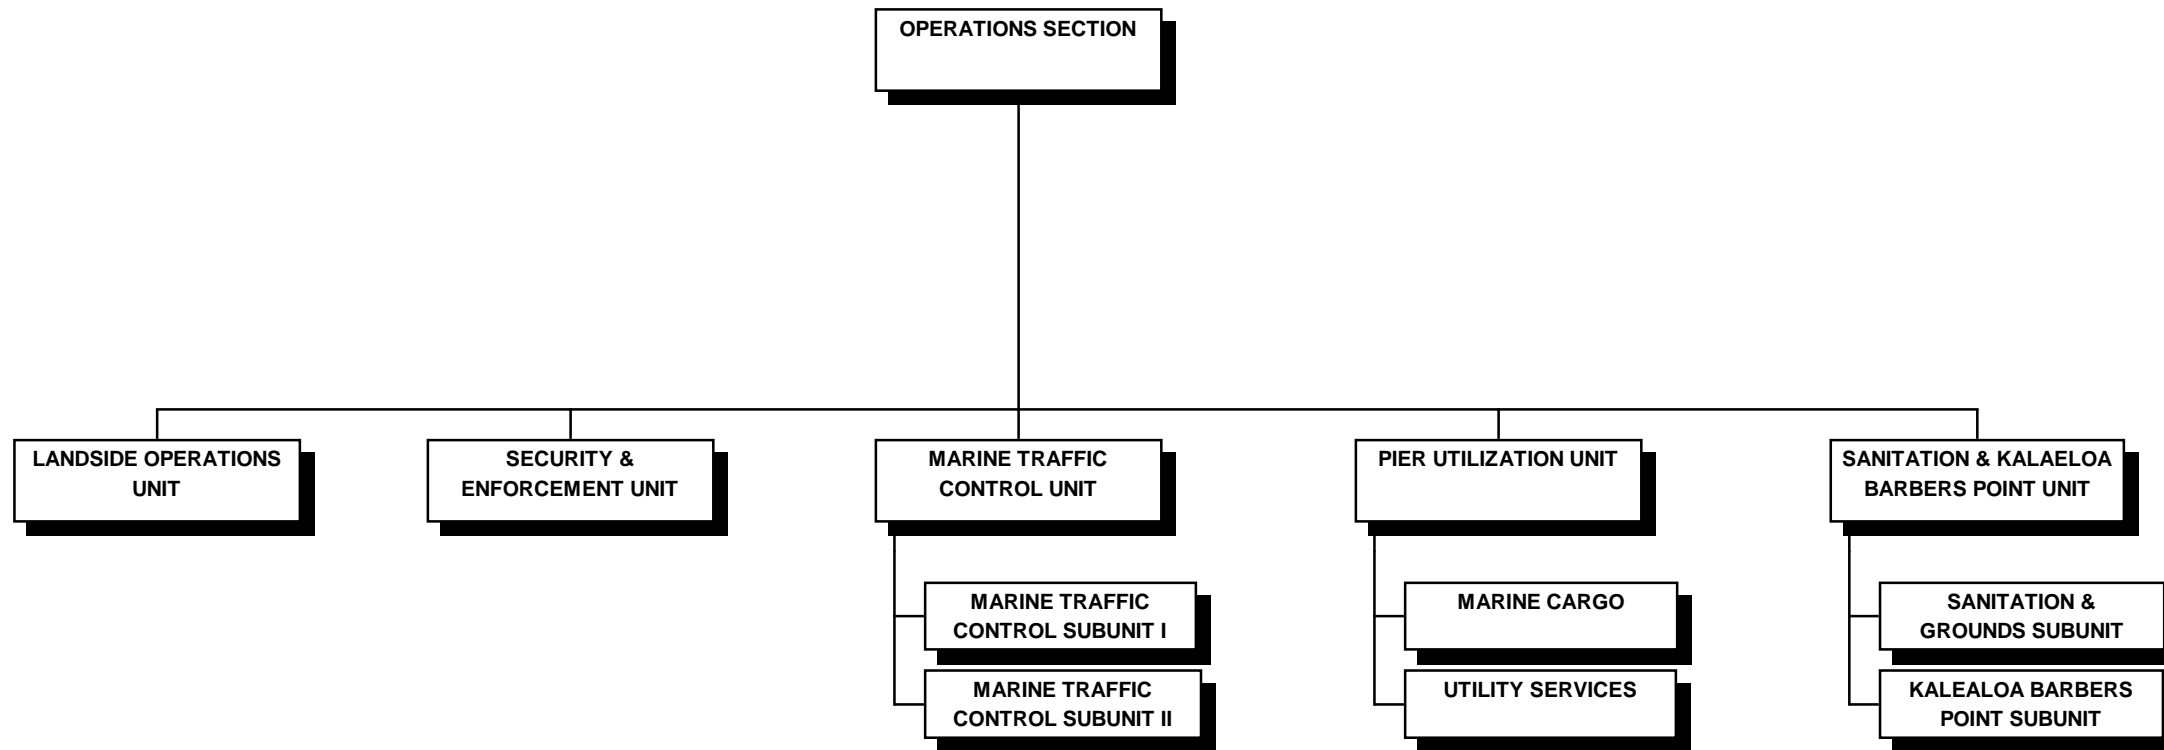 OPERATIONS SECTION
LANDSIDE OPERATIONS
UNIT
SECURITY &
ENFORCEMENT UNIT
MARINE TRAFFIC
CONTROL UNIT
PIER UTILIZATION UNIT
SANITATION & KALAELOA
BARBERS POINT UNIT
MARINE TRAFFIC
CONTROL SUBUNIT I
MARINE TRAFFIC
CONTROL SUBUNIT II
MARINE CARGO
UTILITY SERVICES
SANITATION &
GROUNDS SUBUNIT
KALEALOA BARBERS
POINT SUBUNIT